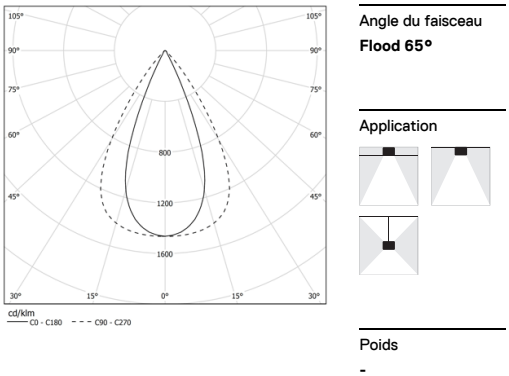 105° 105°
90° 90°
75° 75°
60° 60°
45° 45°
800
1200
1600
30° 15° 0° 15° 30°
cd/klm
C0 - C180 C90 - C270
Angle du faisceau
Flood 65°
Application
Poids
-